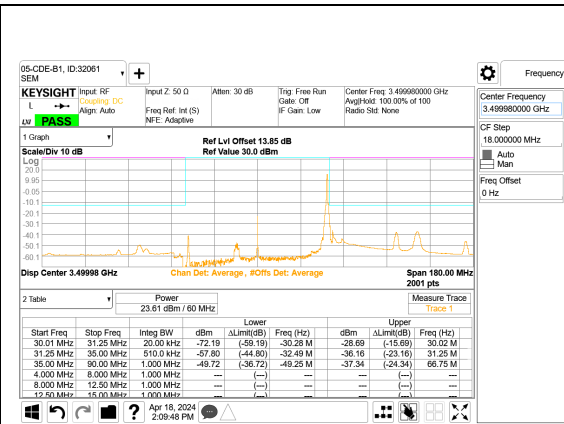 05-CDE-B1, ID:32061
SEM
Frequency
KEYSIGHT Input: RF Input Z: 50 Ω Atten: 30 dB Trig: Free Run Center Freq: 3.499980000 GHz
L Coupling: DC Gate: Off Avg|Hold: 100.00% of 100
Align: Auto Freq Ref: Int (S) IF Gain: Low Radio Std: None
LXI PASS NFE: Adaptive
Center Frequency
3.499980000 GHz
CF Step
18.000000 MHz
Auto
Man
Freq Offset
0 Hz
1 Graph
Ref Lvl Offset 13.85 dB
Scale/Div 10 dB Ref Value 30.0 dBm
Log
20.0
9.95
-0.05
-10.1
-20.1
-30.1
-40.1
-50.1
-60.1
Disp Center 3.49998 GHz Chan Det: Average , #Offs Det: Average Span 180.00 MHz
2001 pts
2 Table Power Measure Trace
23.61 dBm / 60 MHz Trace 1
Lower Upper
Start Freq Stop Freq Integ BW dBm ΔLimit(dB) Freq (Hz) dBm ΔLimit(dB) Freq (Hz)
30.01 MHz 31.25 MHz 20.00 kHz -72.19 (-59.19) -30.28 M -28.69 (-15.69) 30.02 M
31.25 MHz 35.00 MHz 510.0 kHz -57.80 (-44.80) -32.49 M -36.16 (-23.16) 31.25 M
35.00 MHz 90.00 MHz 1.000 MHz -49.72 (-36.72) -49.25 M -37.34 (-24.34) 66.75 M
4.000 MHz 8.000 MHz 1.000 MHz --- (---) --- --- (---) ---
8.000 MHz 12.50 MHz 1.000 MHz --- (---) --- --- (---) ---
12.50 MHz 15.00 MHz 1.000 MHz --- (---) --- --- (---) ---
? Apr 18, 2024
2:09:48 PM